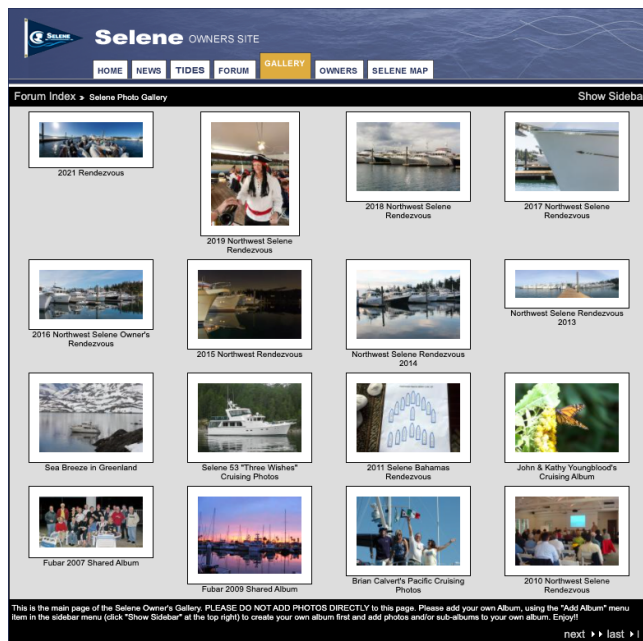 SELENE
Selene OWNERS SITE
HOME NEWS TIDES FORUM GALLERY OWNERS SELENE MAP
Forum Index » Selene Photo Gallery Show Sideba
2021 Rendezvous
2019 Northwest Selene
Rendezvous
2018 Northwest Selene
Rendezvous
2017 Northwest Selene
Rendezvous
2016 Northwest Selene Owner's
Rendezvous
2015 Northwest Rendezvous
Northwest Selene Rendezvous
2014
Northwest Selene Rendezvous
2013
Sea Breeze in Greenland
Selene 53 "Three Wishes"
Cruising Photos
2011 Selene Bahamas
Rendezvous
John & Kathy Youngblood's
Cruising Album
Fubar 2007 Shared Album
Fubar 2009 Shared Album
Brian Calvert's Pacific Cruising
Photos
2010 Northwest Selene
Rendezvous
This is the main page of the Selene Owner's Gallery. PLEASE DO NOT ADD PHOTOS DIRECTLY to this page. Please add your own Album, using the "Add Album" menu
item in the sidebar menu (click "Show Sidebar" at the top right) to create your own album first and add photos and/or sub-albums to your own album. Enjoy!!
next last